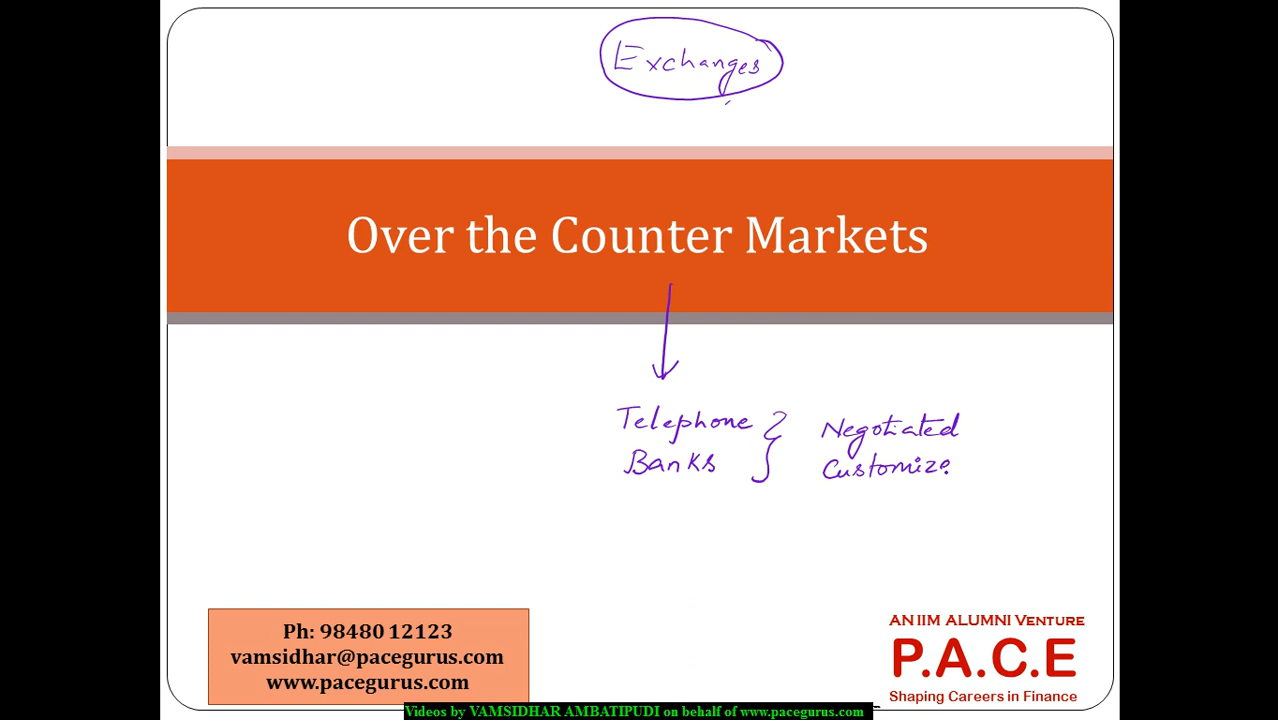 Exchanges
Over the Counter Markets
Telephone
Banks
Negotiated
Customize
Ph: 98480 12123
vamsidhar@pacegurus.com
www.pacegurus.com
AN IIM ALUMNI VENTURE
P.A.C.E
Shaping Careers in Finance
Videos by VAMSIDHAR AMBATIPUDI on behalf of www.pacegurus.com